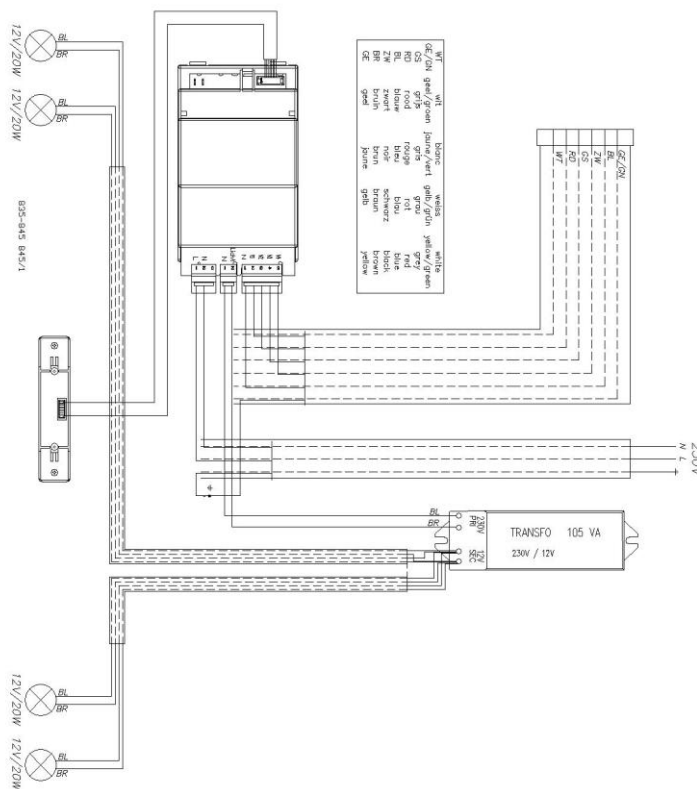 12V/20W
BL
BR
12V/20W
BL
BR
835-845 845/1
WT wit blanc weiss white
GE/GN geel/groen jaune/vert gelb/grün yellow/green
GS grijs gris grau grey
RD rood rouge rot red
BL blauw bleu blau blue
ZW zwart noir schwarz black
BR bruin brun braun brown
GE geel jaune gelb yellow
GE/GN
BL
ZW
GS
RD
WT
L
N
N
N
230V
N
L
BL
BR
230V
PRI
12V
SEC
TRANSFO 105 VA
230V / 12V
12V/20W
BL
BR
12V/20W
BL
BR